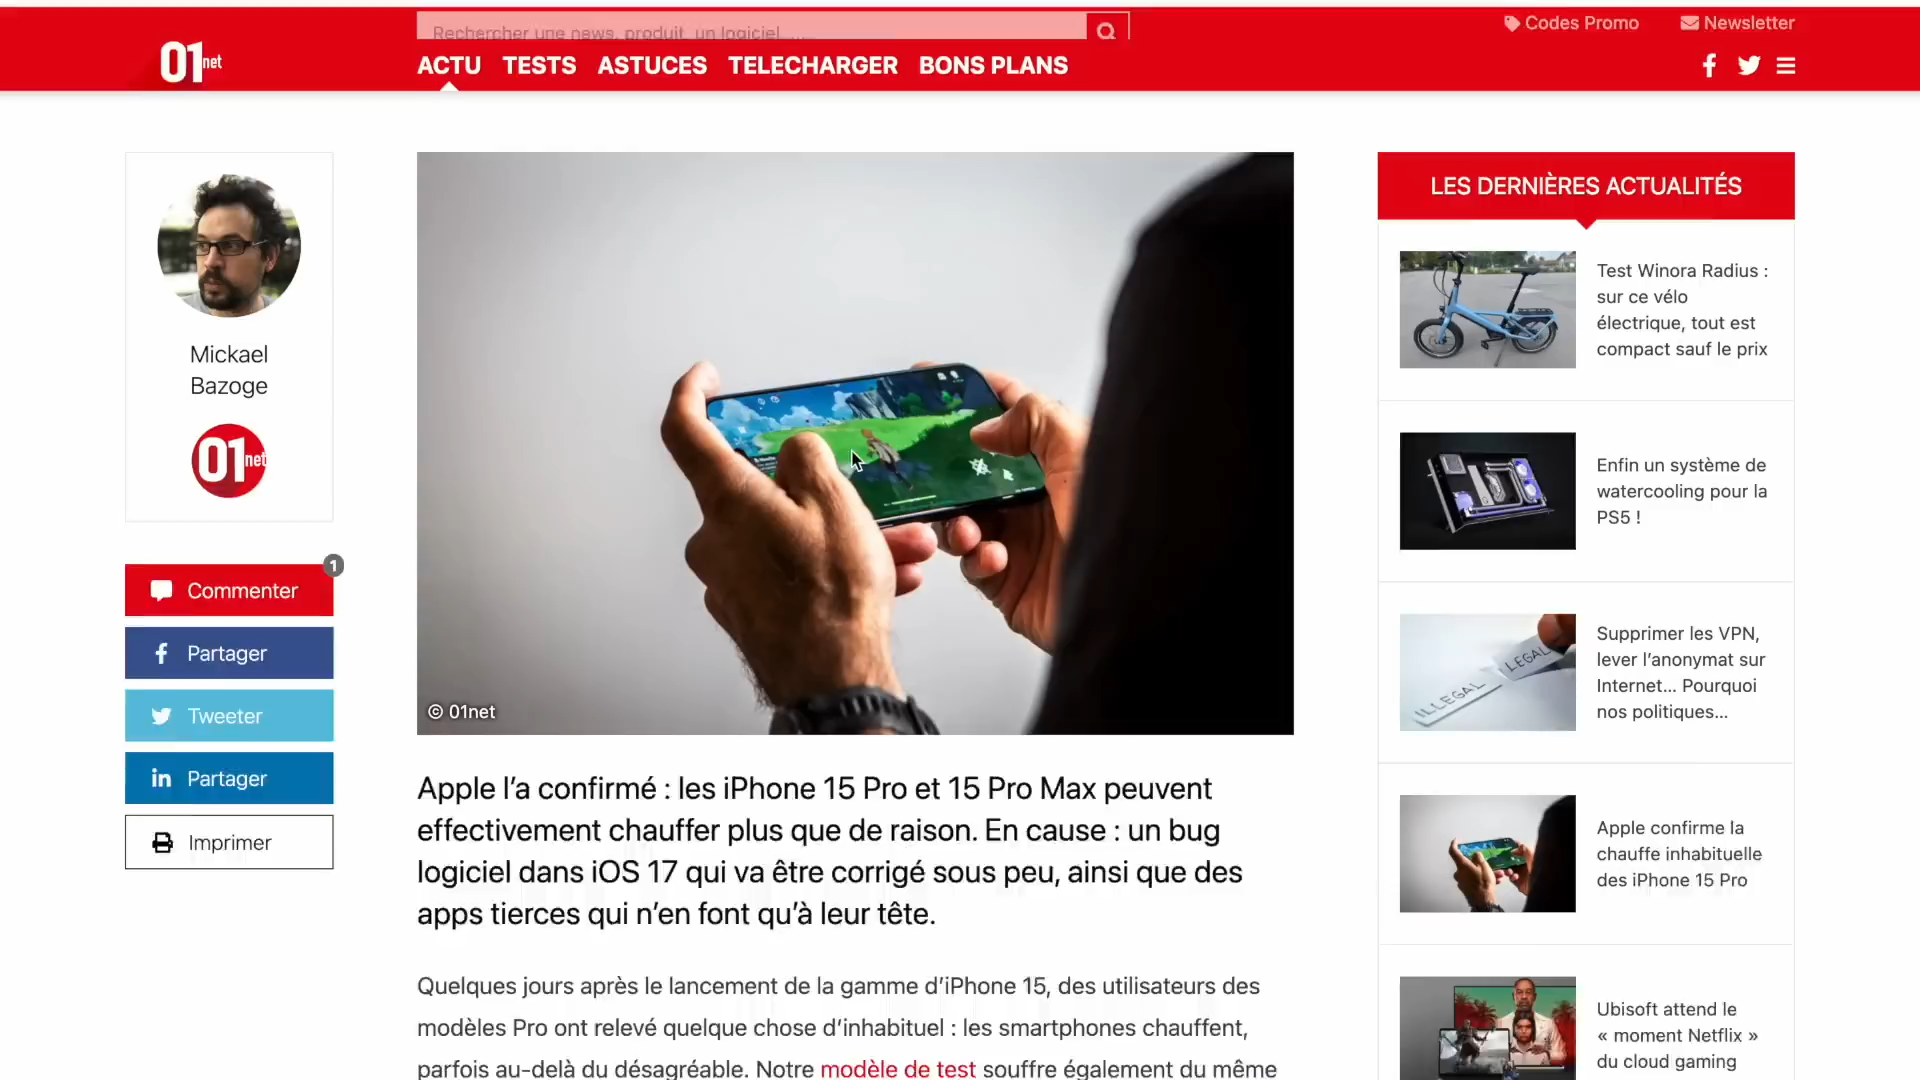 Rechercher une news, produit, un logiciel......
Codes Promo
Newsletter
01net
ACTU TESTS ASTUCES TELECHARGER BONS PLANS
Mickael
Bazoge
01net
1
Commenter
Partager
Tweeter
Partager
Imprimer
© 01net
Apple l’a confirmé : les iPhone 15 Pro et 15 Pro Max peuvent
effectivement chauffer plus que de raison. En cause : un bug
logiciel dans iOS 17 qui va être corrigé sous peu, ainsi que des
apps tierces qui n’en font qu’à leur tête.
Quelques jours après le lancement de la gamme d’iPhone 15, des utilisateurs des
modèles Pro ont relevé quelque chose d’inhabituel : les smartphones chauffent,
parfois au-delà du désagréable. Notre modèle de test souffre également du même
LES DERNIÈRES ACTUALITÉS
Test Winora Radius :
sur ce vélo
électrique, tout est
compact sauf le prix
Enfin un système de
watercooling pour la
PS5 !
ILLEGAL
LEGAL
Supprimer les VPN,
lever l’anonymat sur
Internet... Pourquoi
nos politiques...
Apple confirme la
chauffe inhabituelle
des iPhone 15 Pro
Ubisoft attend le
« moment Netflix »
du cloud gaming